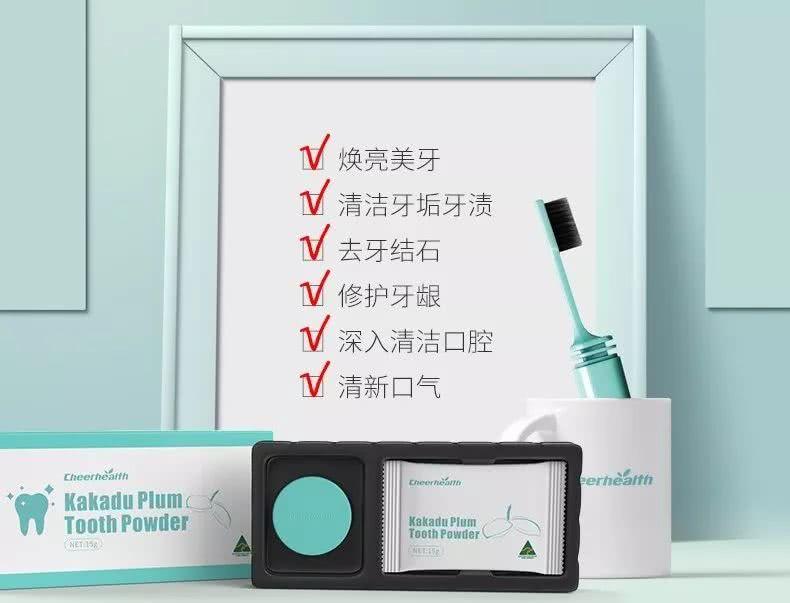 焕亮美牙
清洁牙垢牙渍
去牙结石
修护牙龈
深入清洁口腔
清新口气
Cheerhealth
Kakadu Plum
Tooth Powder
NET:15g
Cheerhealth
Kakadu Plum
Tooth Powder
NET:15g
eerhealth